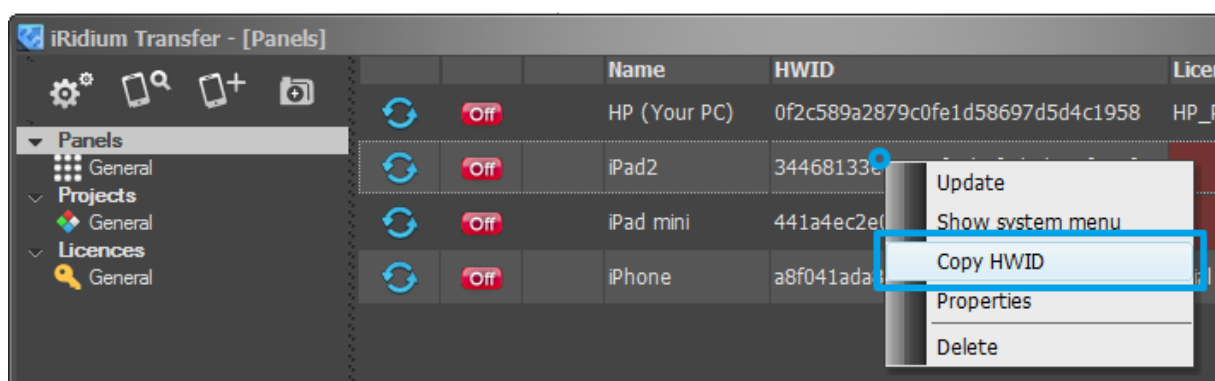 iRidium Transfer - [Panels]
Name HWID
HP (Your PC) 0f2c589a2879c0fe1d58697d5d4c1958
Panels
General
Projects
General
Licences
General
iPad2
iPad mini
iPhone
Update
Show system menu
Copy HWID
Properties
Delete
Off
Off
Off
Off